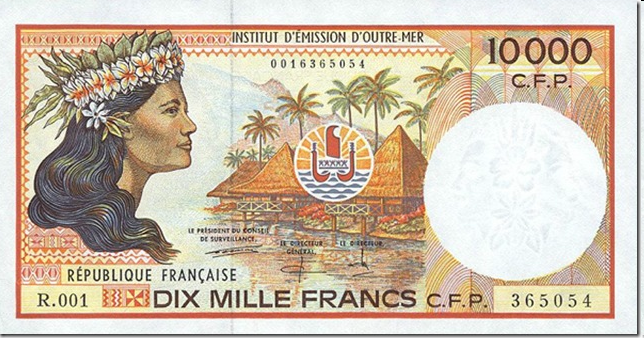 INSTITUT D'ÉMISSION D'OUTRE-MER
0016365054
10000
C.F.P.
LE PRÉSIDENT DU CONSEIL
DE SURVEILLANCE,
LE DIRECTEUR
GÉNÉRAL,
LE DIRECTEUR,
RÉPUBLIQUE FRANÇAISE
R.001 DIX MILLE FRANCS C.F.P. 365054